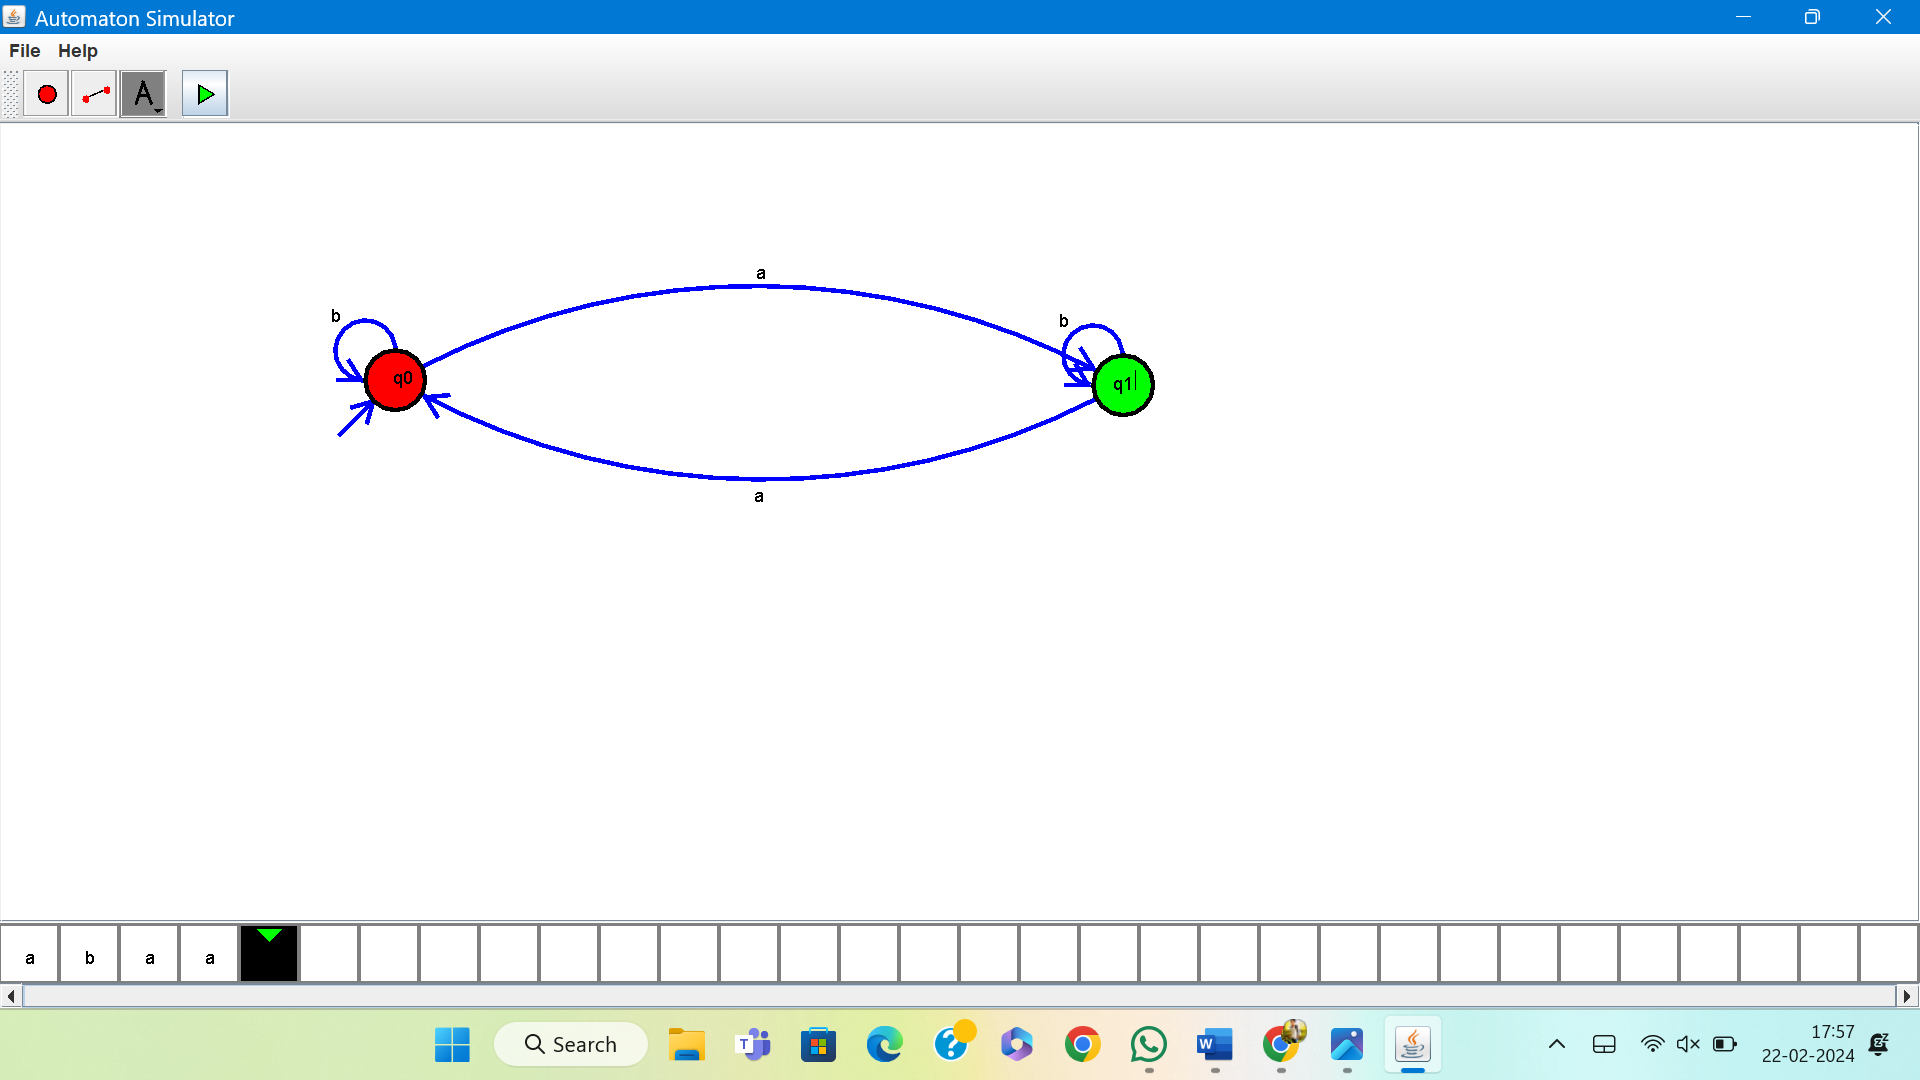 Automaton Simulator
File Help
A
a
b
b
q0
q1
a
a b a a
Search
T
?
W
17:57
22-02-2024